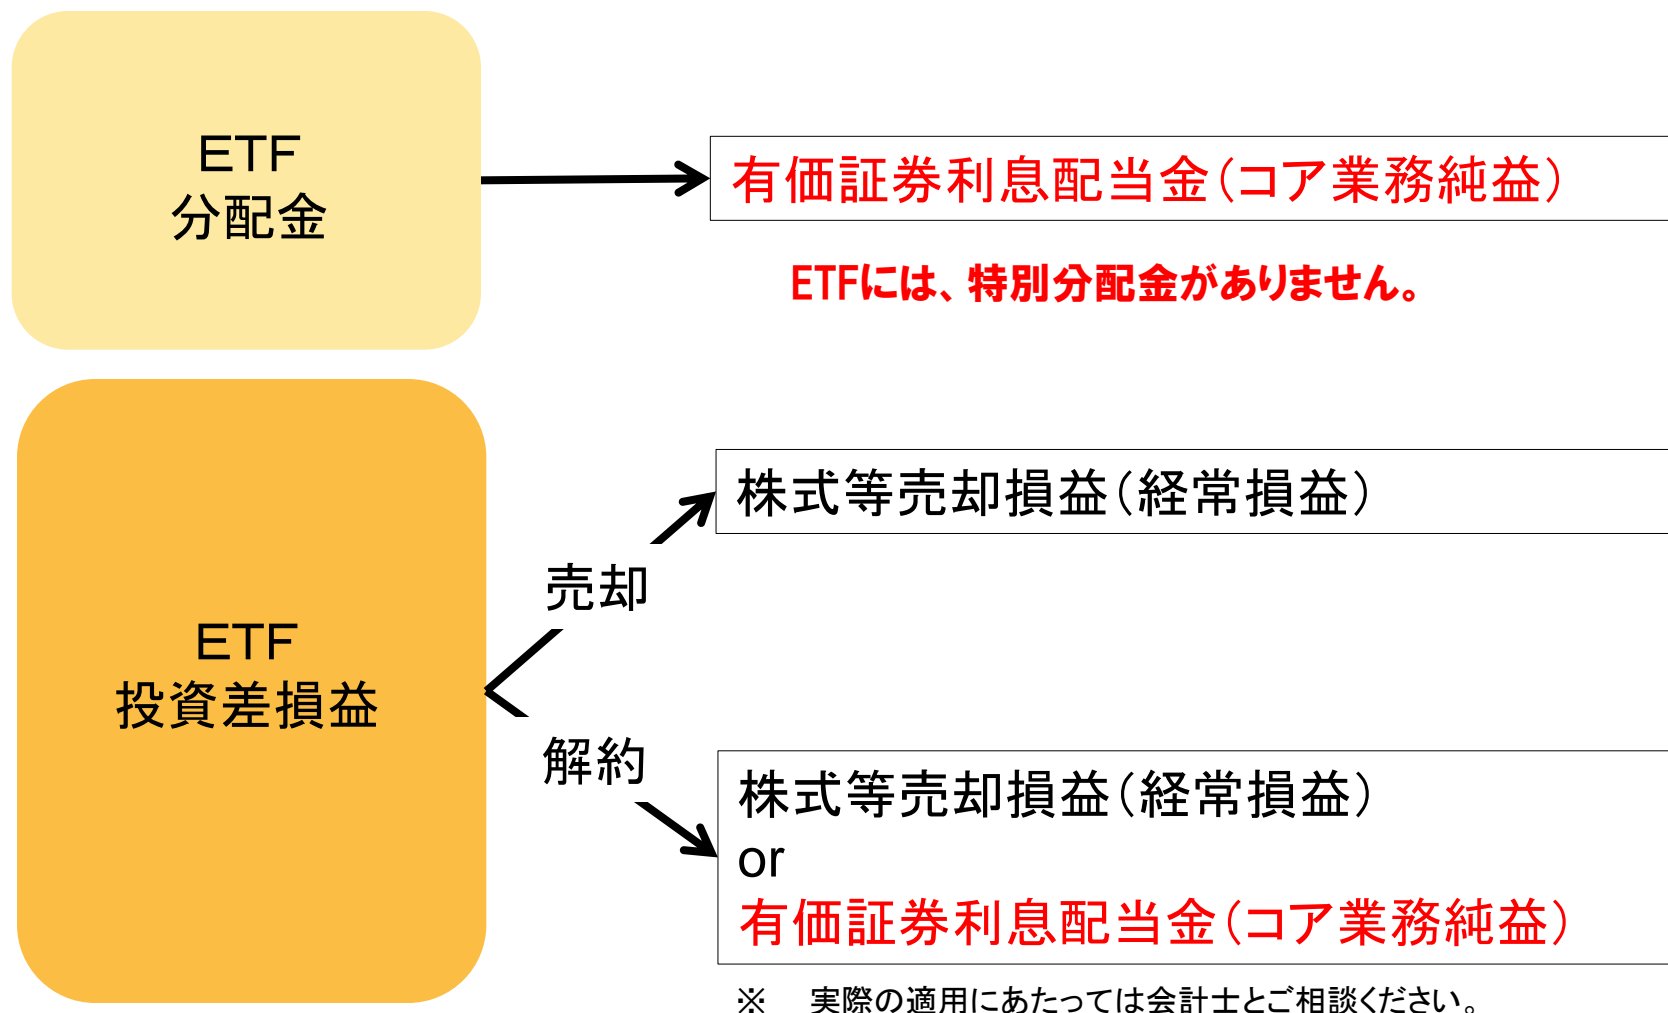 ETF
分配金
有価証券利息配当金(コア業務純益)
ETFには、特別分配金がありません。
ETF
投資差損益
売却
株式等売却損益(経常損益)
解約
株式等売却損益(経常損益)
or
有価証券利息配当金(コア業務純益)
※　実際の適用にあたっては会計士とご相談ください。